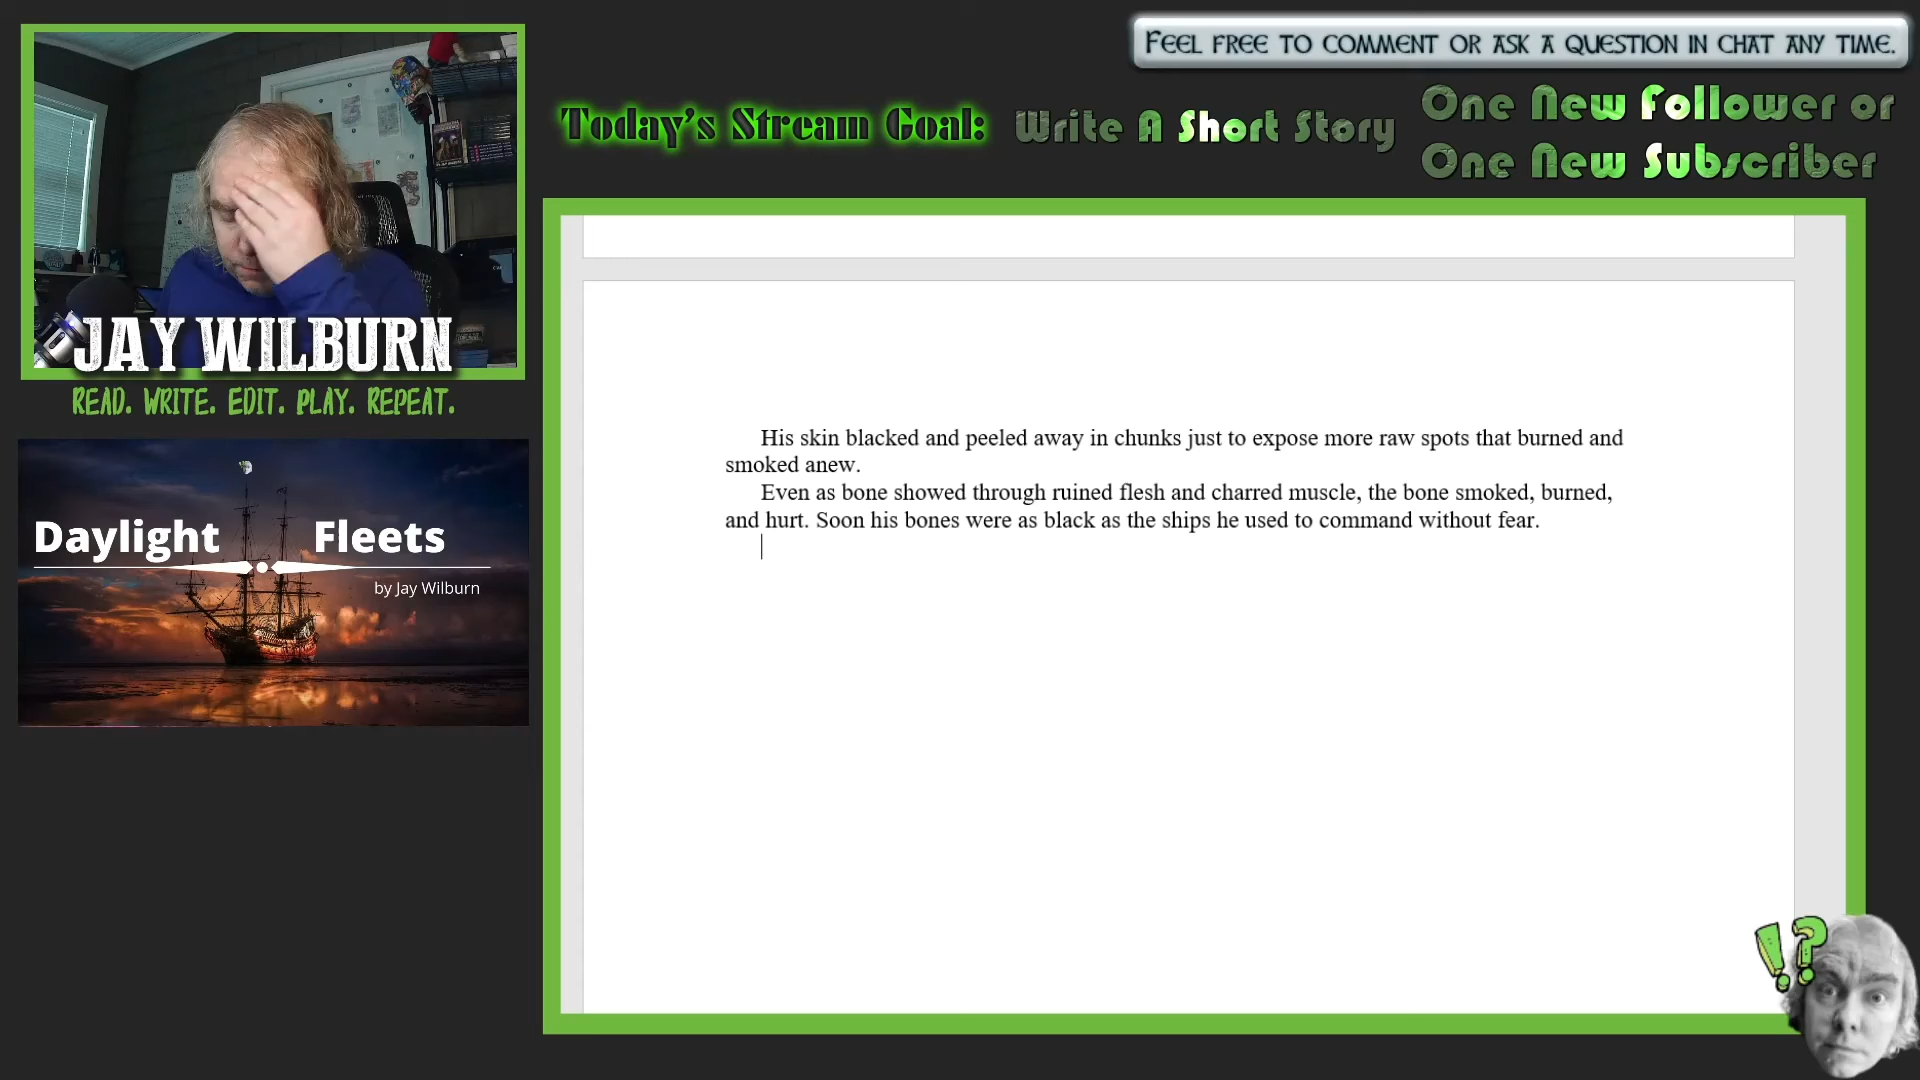 FEEL FREE TO COMMENT OR ASK A QUESTION IN CHAT ANY TIME.
Today's Stream Goal:
Write A Short Story
One New Follower or
One New Subscriber
JAY WILBURN
READ. WRITE. EDIT. PLAY. REPEAT.
Daylight Fleets
by Jay Wilburn
His skin blacked and peeled away in chunks just to expose more raw spots that burned and
smoked anew.
Even as bone showed through ruined flesh and charred muscle, the bone smoked, burned,
and hurt. Soon his bones were as black as the ships he used to command without fear.
!?